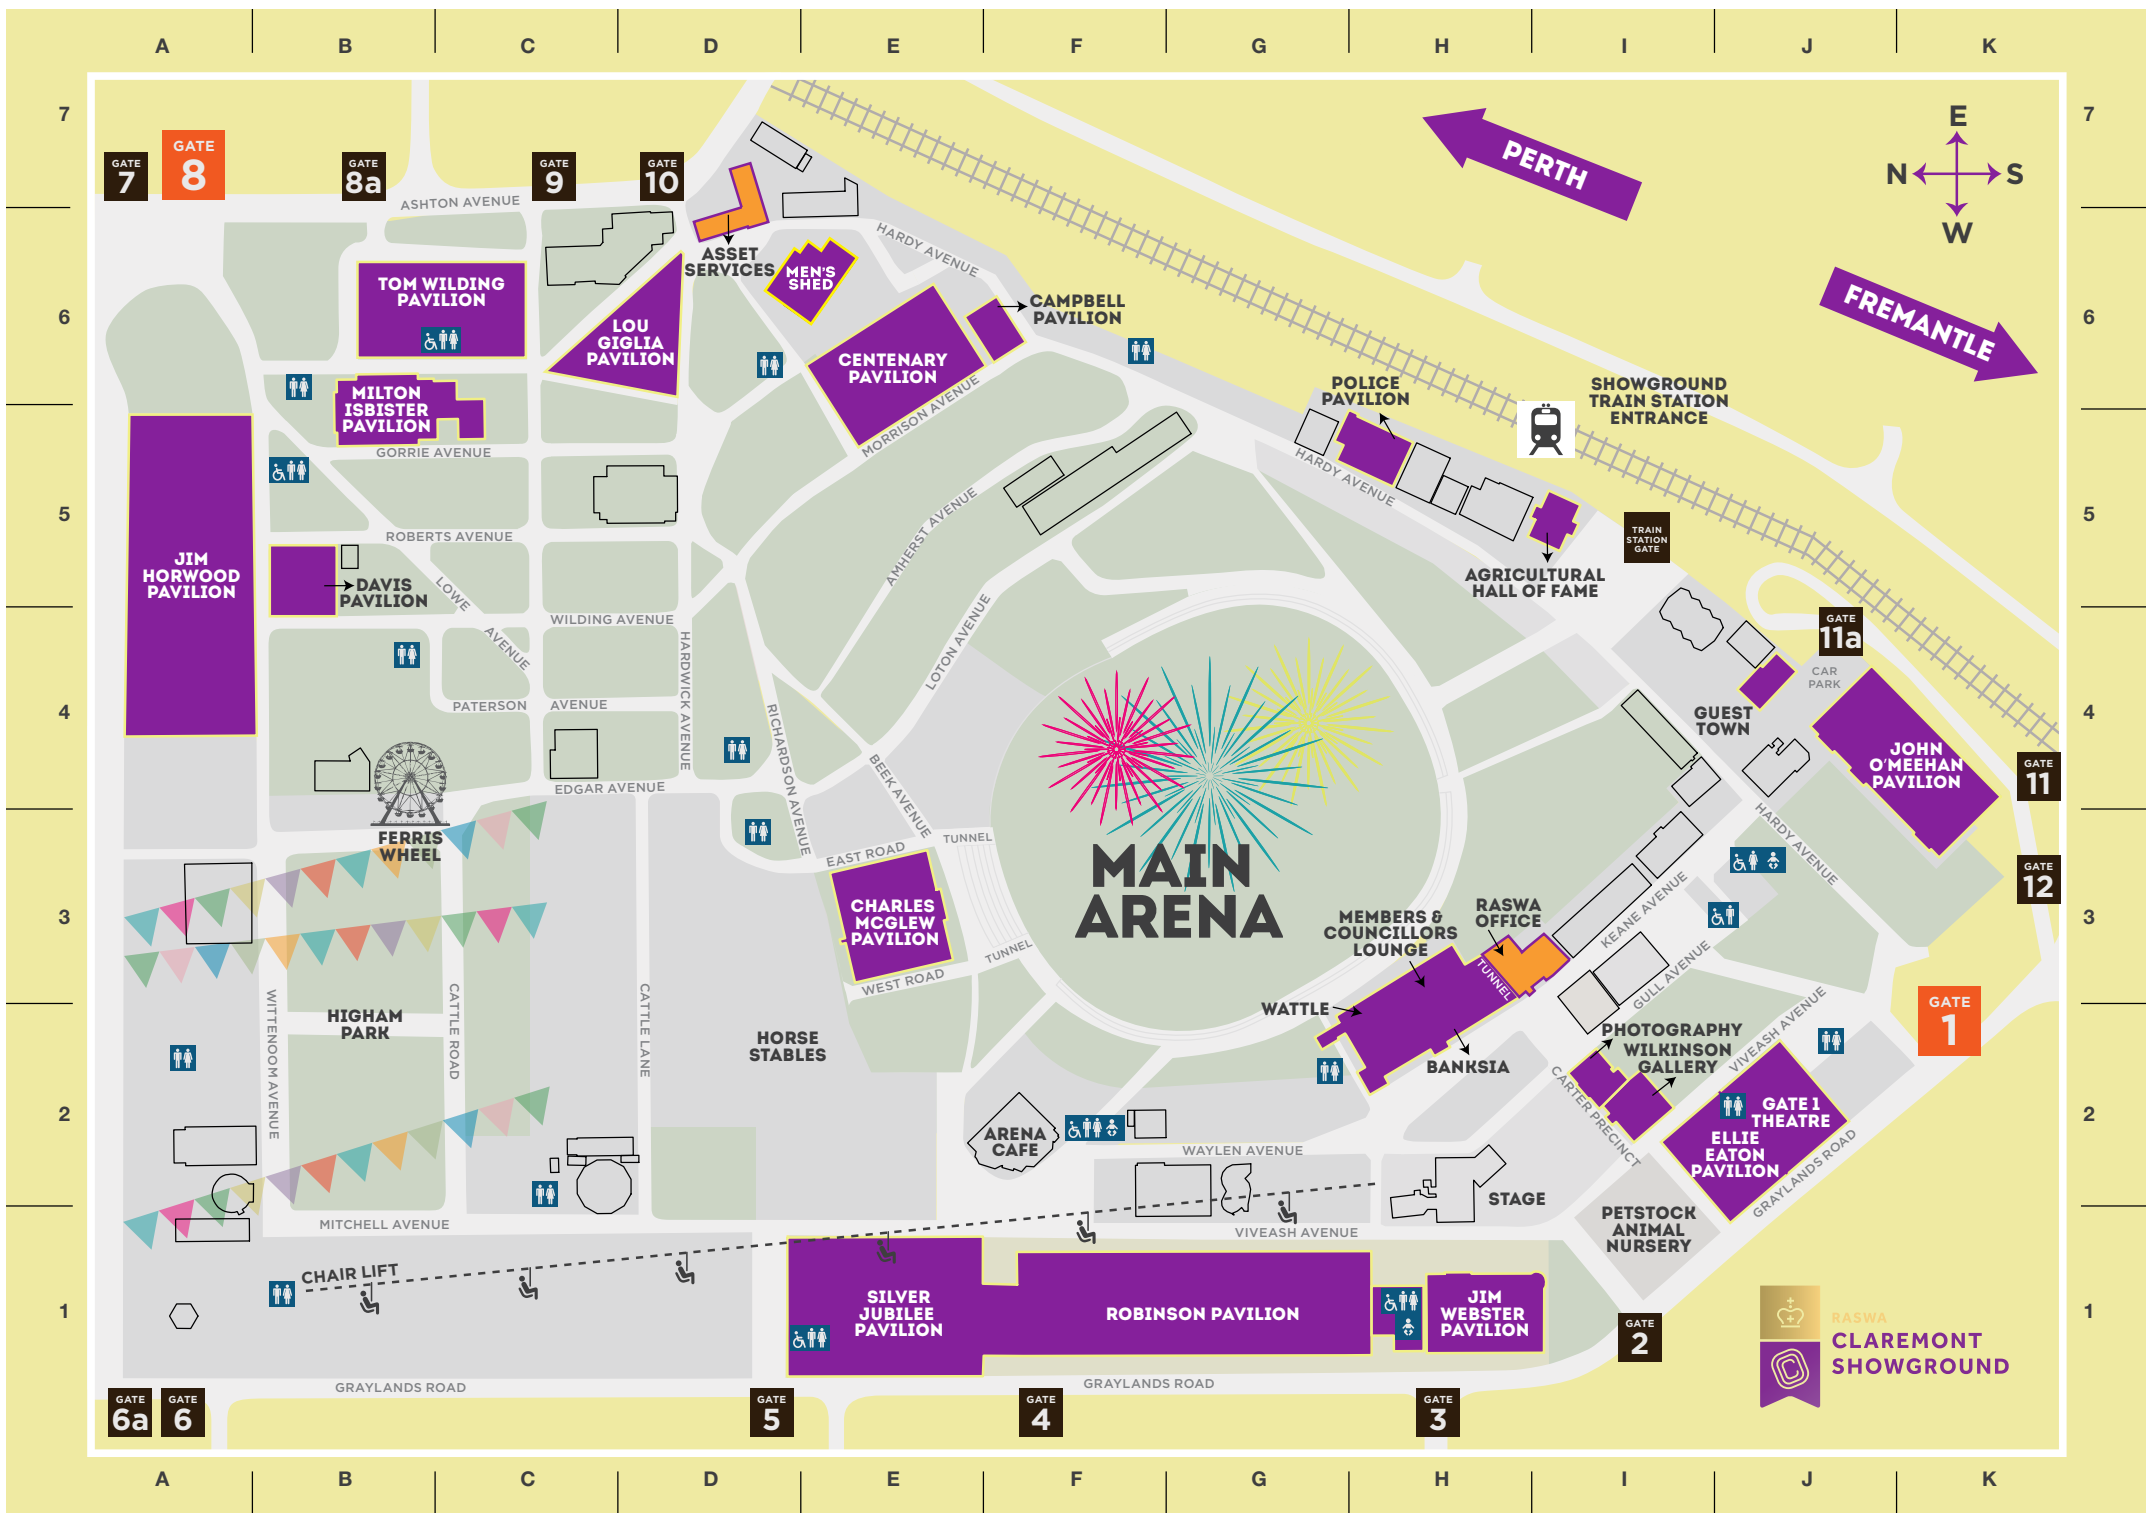 A B C D E F G H I J K
7
7
E
N S
W
PERTH
FREMANTLE
GATE
7
GATE
8
GATE
8a
GATE
9
GATE
10
ASHTON AVENUE
ASSET
SERVICES
HARDY AVENUE
MEN'S
SHED
TOM WILDING
PAVILION
LOU
GIGLIA
PAVILION
CAMPBELL
PAVILION
6
6
CENTENARY
PAVILION
MORRISON AVENUE
MILTON
ISBISTER
PAVILION
GORRIE AVENUE
POLICE
PAVILION
SHOWGROUND
TRAIN STATION
ENTRANCE
HARDY AVENUE
5
5
TRAIN
STATION
GATE
ROBERTS AVENUE
AMHERST AVENUE
JIM
HORWOOD
PAVILION
DAVIS
PAVILION
LOWE
AVENUE
AGRICULTURAL
HALL OF FAME
WILDING AVENUE
LOTON AVENUE
HARDWICK AVENUE
GATE
11a
CAR
PARK
PATERSON AVENUE
RICHARDSON AVENUE
4
4
GUEST
TOWN
JOHN
O'MEEHAN
PAVILION
GATE
11
BEEK AVENUE
EDGAR AVENUE
HARDY AVENUE
FERRIS
WHEEL
TUNNEL
EAST ROAD
MAIN
ARENA
GATE
12
3
3
CHARLES
MCGLEW
PAVILION
MEMBERS &
COUNCILLORS
LOUNGE
RASWA
OFFICE
KEANE AVENUE
TUNNEL
TUNNEL
WEST ROAD
GULL AVENUE
WATTLE
BANKSIA
GATE
1
WITTENOOM AVENUE
HIGHAM
PARK
CATTLE ROAD
CATTLE LANE
HORSE
STABLES
PHOTOGRAPHY
WILKINSON
GALLERY
VIVEASH AVENUE
CARTER PRECINCT
2
2
GATE 1
THEATRE
ELLIE
EATON
PAVILION
GRAYLANDS ROAD
ARENA
CAFE
WAYLEN AVENUE
STAGE
PETSTOCK
ANIMAL
NURSERY
MITCHELL AVENUE
VIVEASH AVENUE
CHAIR LIFT
1
1
SILVER
JUBILEE
PAVILION
ROBINSON PAVILION
JIM
WEBSTER
PAVILION
GATE
2
RASWA
CLAREMONT
SHOWGROUND
GRAYLANDS ROAD
GRAYLANDS ROAD
GATE
6a
GATE
6
GATE
5
GATE
4
GATE
3
A B C D E F G H I J K